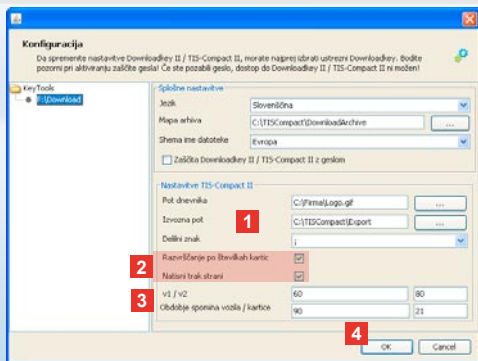 Konfiguracija
Da spremenite nastavitve Downloadkey II / TIS-Compact II, morate najprej izbrati ustrezni Downloadkey. Bodite
pozorni pri aktiviranju zaščite gesla! Če ste pozabili geslo, dostop do Downloadkey II / TIS-Compact II ni možen!
KeyTools
F:\Download
Splošne nastavitve
Jezik Slovenščina
Mapa arhiva C:\TISCompact\DownloadArchive ...
Shema ime datoteke Evropa
Zaščita Downloadkey II / TIS-Compact II z geslom
Nastavitve TIS-Compact II
Pot dnevnika C:\Firma\Logo.gif ...
1
Izvozna pot C:\TISCompact\Export ...
Delilni znak ;
2
Razvrščanje po številkah kartic
Natisni trak strani
3
v1 / v2 60 80
Obdobje spomina vozila / kartice 90 21
4
OK Cancel